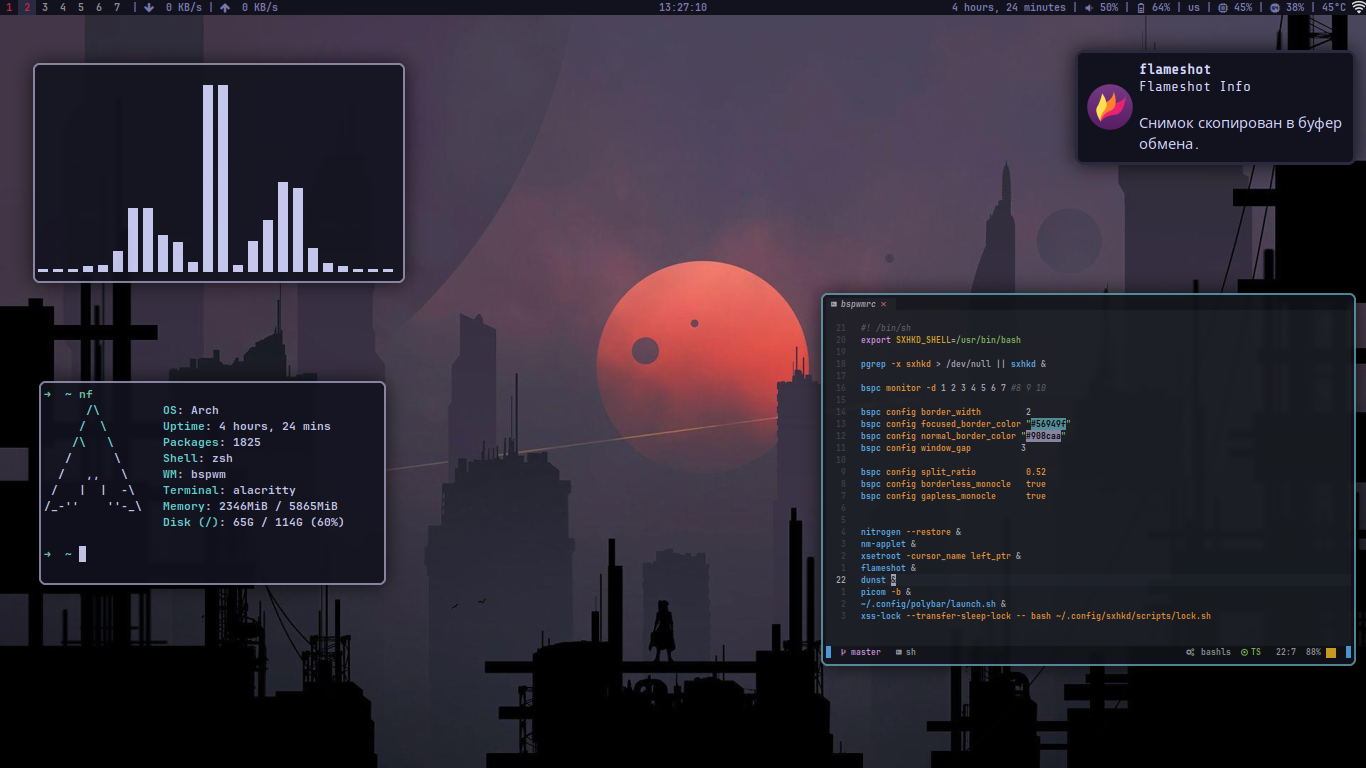 1 2 3 4 5 6 7 | 0 KB/s | 0 KB/s
13:27:10
4 hours, 24 minutes | 50% | 64% | us | 45% | 38% | 45°C
flameshot
Flameshot Info
Снимок скопирован в буфер
обмена.
➜ ~ nf
/\
/  \
/\   \
/      \
/   ,,   \
/   |  |  -\
/_-''    ''-_\
OS: Arch
Uptime: 4 hours, 24 mins
Packages: 1825
Shell: zsh
WM: bspwm
Terminal: alacritty
Memory: 2346MiB / 5865MiB
Disk (/): 65G / 114G (60%)
➜ ~
bspwmrc ×
21 #! /bin/sh
20 export SXHKD_SHELL=/usr/bin/bash
19
18 pgrep -x sxhkd > /dev/null || sxhkd &
17
16 bspc monitor -d 1 2 3 4 5 6 7 #8 9 10
15
14 bspc config border_width 2
13 bspc config focused_border_color "#56949f"
12 bspc config normal_border_color "#908caa"
11 bspc config window_gap 3
10
9 bspc config split_ratio 0.52
8 bspc config borderless_monocle true
7 bspc config gapless_monocle true
6
5
4 nitrogen --restore &
3 nm-applet &
2 xsetroot -cursor_name left_ptr &
1 flameshot &
22 dunst &
1 picom -b &
2 ~/.config/polybar/launch.sh &
3 xss-lock --transfer-sleep-lock -- bash ~/.config/sxhkd/scripts/lock.sh
master sh bashls TS 22:7 88%